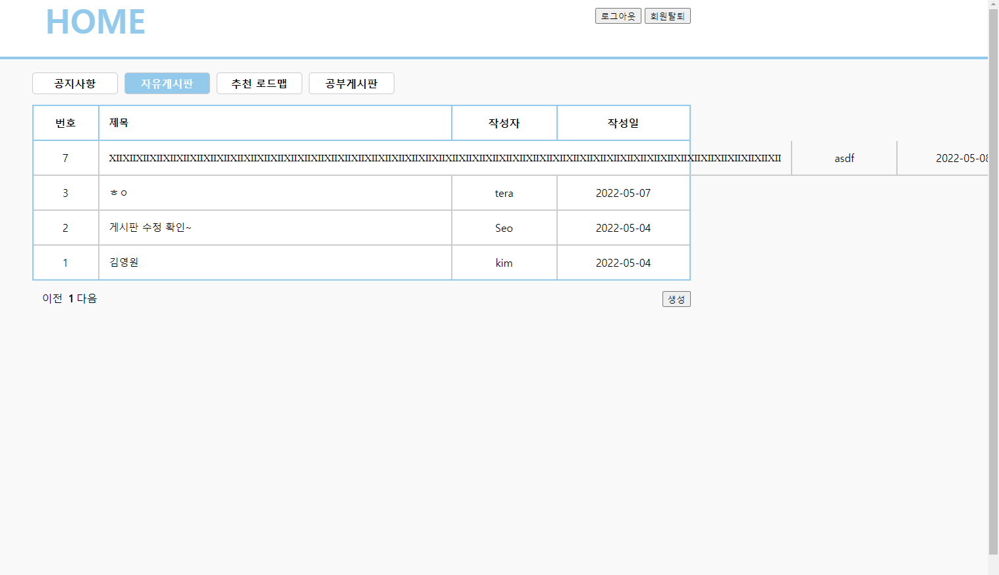 HOME
로그아웃 회원탈퇴
공지사항 자유게시판 추천 로드맵 공부게시판
번호 제목 작성자 작성일
7 ⅫⅫⅫⅫⅫⅫⅫⅫⅫⅫⅫⅫⅫⅫⅫⅫⅫⅫⅫⅫⅫⅫⅫⅫⅫⅫⅫⅫⅫⅫⅫⅫⅫⅫⅫⅫⅫⅫⅫⅫⅫⅫⅫⅫⅫⅫⅫⅫⅫⅫ asdf 2022-05-08
3 ㅎㅇ tera 2022-05-07
2 게시판 수정 확인~ Seo 2022-05-04
1 김영원 kim 2022-05-04
이전 1 다음 생성